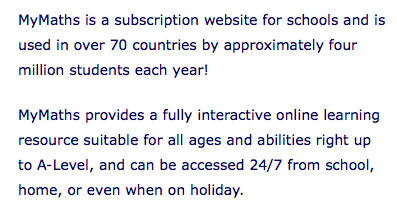 MyMaths is a subscription website for schools and is
used in over 70 countries by approximately four
million students each year!
MyMaths provides a fully interactive online learning
resource suitable for all ages and abilities right up
to A-Level, and can be accessed 24/7 from school,
home, or even when on holiday.